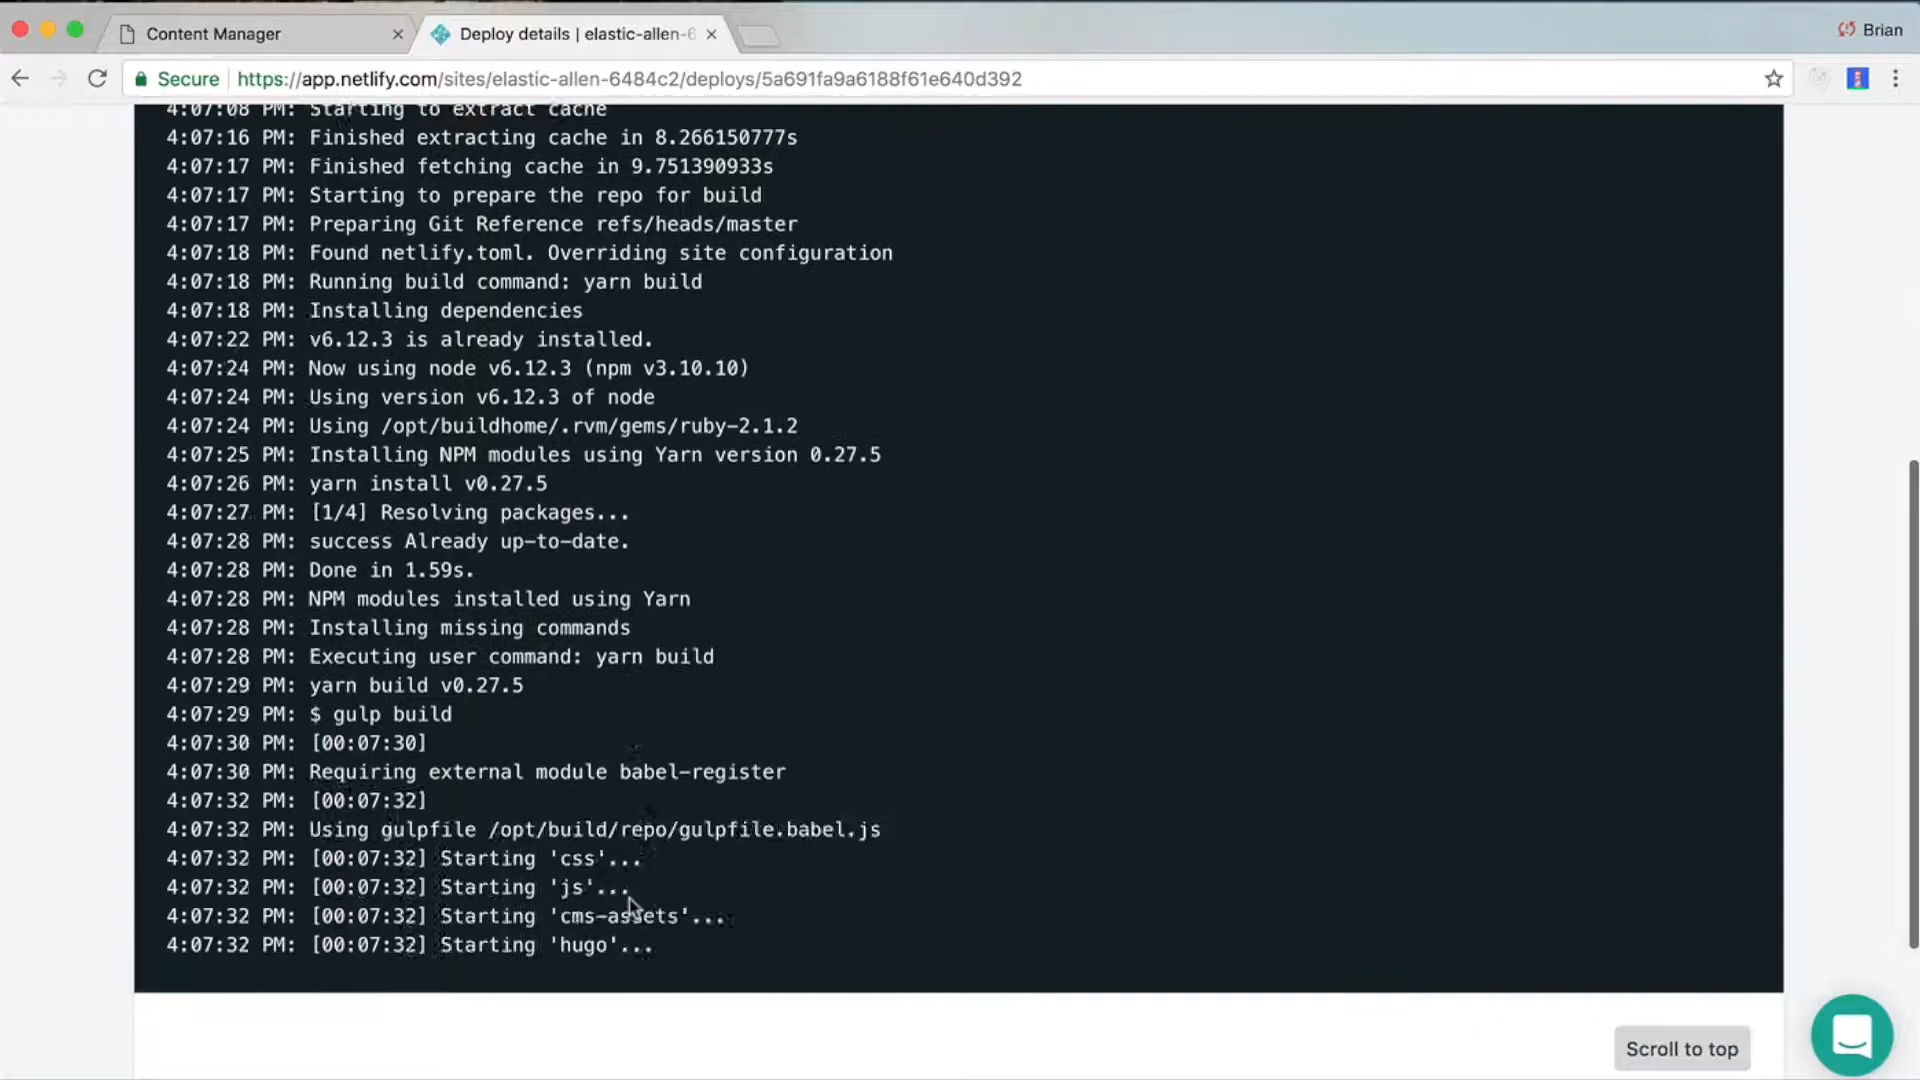 Content Manager
Deploy details | elastic-allen-6
Brian
Secure
https://app.netlify.com/sites/elastic-allen-6484c2/deploys/5a691fa9a6188f61e640d392
4:07:08 PM: Starting to extract cache
4:07:16 PM: Finished extracting cache in 8.266150777s
4:07:17 PM: Finished fetching cache in 9.751390933s
4:07:17 PM: Starting to prepare the repo for build
4:07:17 PM: Preparing Git Reference refs/heads/master
4:07:18 PM: Found netlify.toml. Overriding site configuration
4:07:18 PM: Running build command: yarn build
4:07:18 PM: Installing dependencies
4:07:22 PM: v6.12.3 is already installed.
4:07:24 PM: Now using node v6.12.3 (npm v3.10.10)
4:07:24 PM: Using version v6.12.3 of node
4:07:24 PM: Using /opt/buildhome/.rvm/gems/ruby-2.1.2
4:07:25 PM: Installing NPM modules using Yarn version 0.27.5
4:07:26 PM: yarn install v0.27.5
4:07:27 PM: [1/4] Resolving packages...
4:07:28 PM: success Already up-to-date.
4:07:28 PM: Done in 1.59s.
4:07:28 PM: NPM modules installed using Yarn
4:07:28 PM: Installing missing commands
4:07:28 PM: Executing user command: yarn build
4:07:29 PM: yarn build v0.27.5
4:07:29 PM: $ gulp build
4:07:30 PM: [00:07:30]
4:07:30 PM: Requiring external module babel-register
4:07:32 PM: [00:07:32]
4:07:32 PM: Using gulpfile /opt/build/repo/gulpfile.babel.js
4:07:32 PM: [00:07:32] Starting 'css'...
4:07:32 PM: [00:07:32] Starting 'js'...
4:07:32 PM: [00:07:32] Starting 'cms-assets'...
4:07:32 PM: [00:07:32] Starting 'hugo'...
Scroll to top